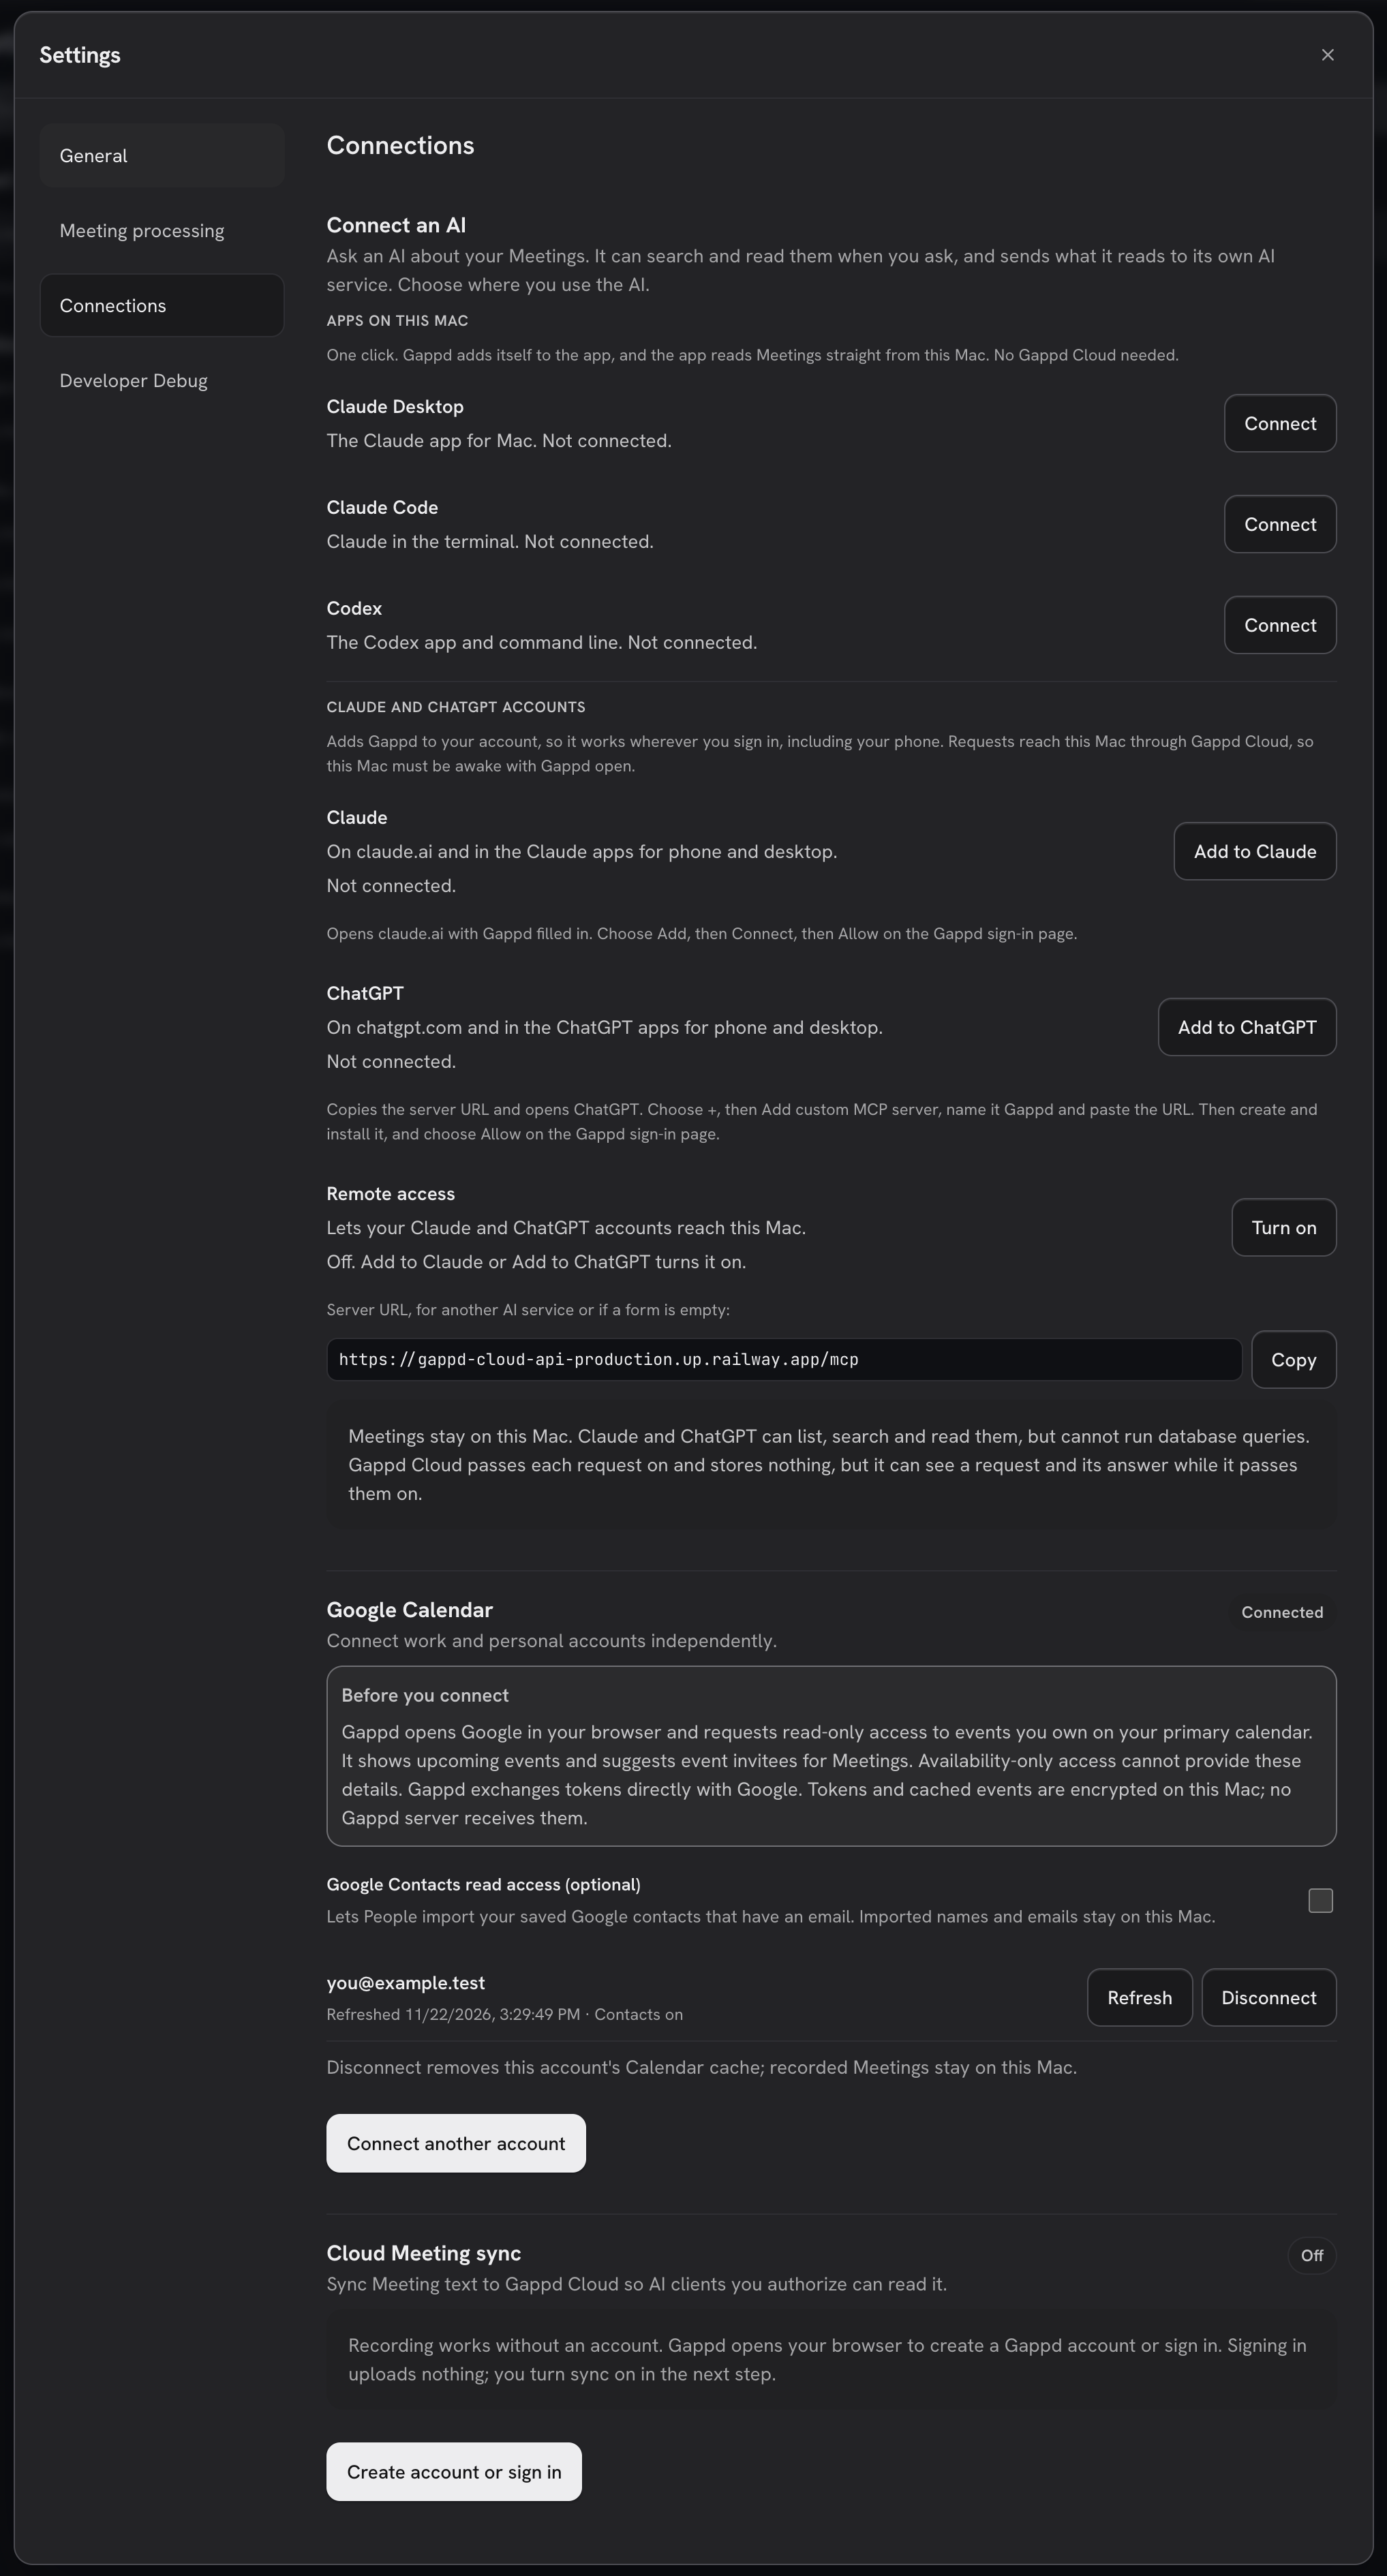 Settings
General
Meeting processing
Connections
Developer Debug
Connections
Connect an AI
Ask an AI about your Meetings. It can search and read them when you ask, and sends what it reads to its own AI
service. Choose where you use the AI.
APPS ON THIS MAC
One click. Gappd adds itself to the app, and the app reads Meetings straight from this Mac. No Gappd Cloud needed.
Claude Desktop
The Claude app for Mac. Not connected.
Connect
Claude Code
Claude in the terminal. Not connected.
Connect
Codex
The Codex app and command line. Not connected.
Connect
CLAUDE AND CHATGPT ACCOUNTS
Adds Gappd to your account, so it works wherever you sign in, including your phone. Requests reach this Mac through Gappd Cloud, so
this Mac must be awake with Gappd open.
Claude
On claude.ai and in the Claude apps for phone and desktop.
Not connected.
Add to Claude
Opens claude.ai with Gappd filled in. Choose Add, then Connect, then Allow on the Gappd sign-in page.
ChatGPT
On chatgpt.com and in the ChatGPT apps for phone and desktop.
Not connected.
Add to ChatGPT
Copies the server URL and opens ChatGPT. Choose +, then Add custom MCP server, name it Gappd and paste the URL. Then create and
install it, and choose Allow on the Gappd sign-in page.
Remote access
Lets your Claude and ChatGPT accounts reach this Mac.
Off. Add to Claude or Add to ChatGPT turns it on.
Turn on
Server URL, for another AI service or if a form is empty:
https://gappd-cloud-api-production.up.railway.app/mcp
Copy
Meetings stay on this Mac. Claude and ChatGPT can list, search and read them, but cannot run database queries.
Gappd Cloud passes each request on and stores nothing, but it can see a request and its answer while it passes
them on.
Google Calendar
Connected
Connect work and personal accounts independently.
Before you connect
Gappd opens Google in your browser and requests read-only access to events you own on your primary calendar.
It shows upcoming events and suggests event invitees for Meetings. Availability-only access cannot provide these
details. Gappd exchanges tokens directly with Google. Tokens and cached events are encrypted on this Mac; no
Gappd server receives them.
Google Contacts read access (optional)
Lets People import your saved Google contacts that have an email. Imported names and emails stay on this Mac.
you@example.test
Refreshed 11/22/2026, 3:29:49 PM · Contacts on
Refresh
Disconnect
Disconnect removes this account's Calendar cache; recorded Meetings stay on this Mac.
Connect another account
Cloud Meeting sync
Off
Sync Meeting text to Gappd Cloud so AI clients you authorize can read it.
Recording works without an account. Gappd opens your browser to create a Gappd account or sign in. Signing in
uploads nothing; you turn sync on in the next step.
Create account or sign in